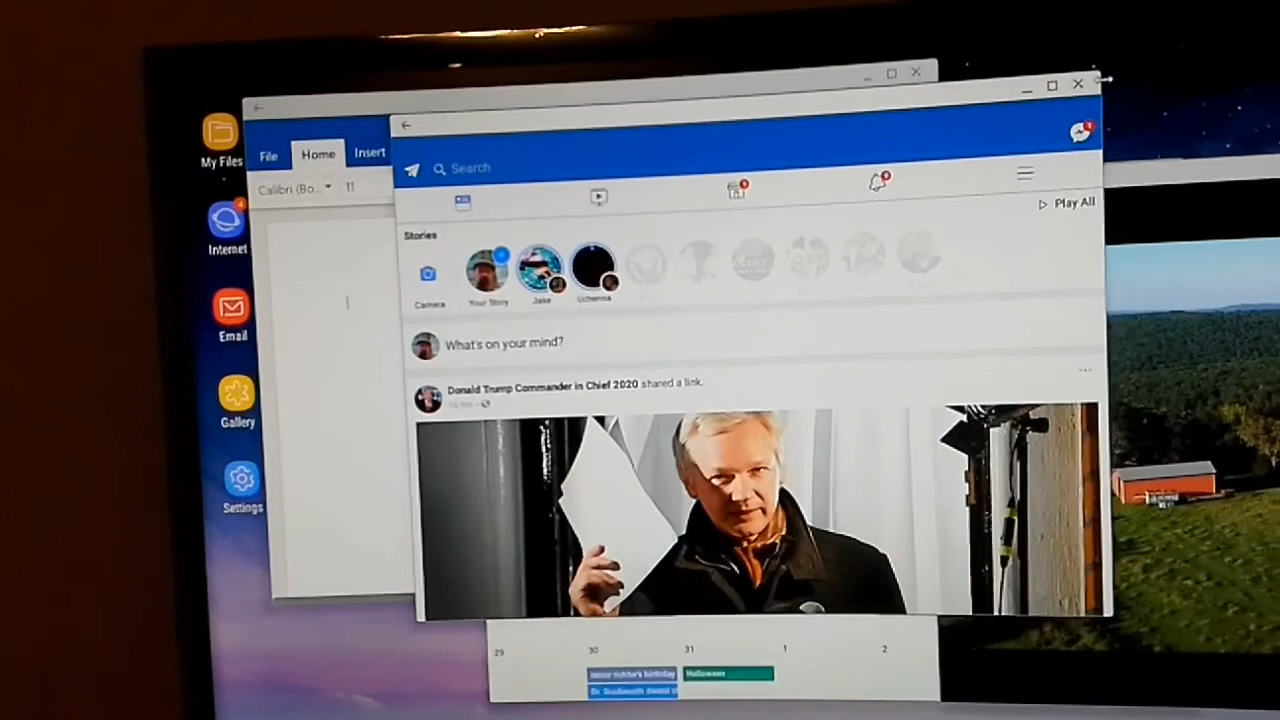 My Files
Internet
Email
Gallery
Settings
File Home Insert
Calibri (Bo... 11
Search
Play All
Stories
Camera
Your Story
Jake
Uchenna
What's on your mind?
Donald Trump Commander in Chief 2020 shared a link.
29 30 31 1 2
birthday
Halloween
Dr.